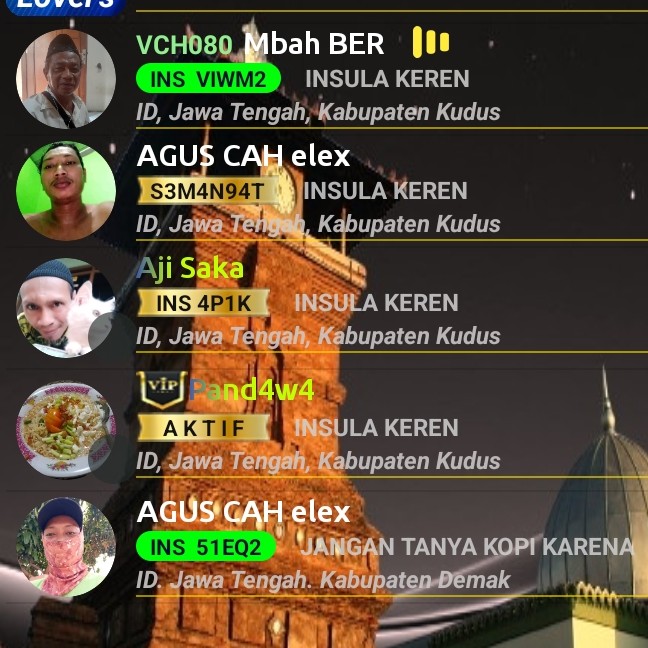 Lovers
VCH080 Mbah BER
INS VIWM2 INSULA KEREN
ID, Jawa Tengah, Kabupaten Kudus
AGUS CAH elex
S3M4N94T INSULA KEREN
ID, Jawa Tengah, Kabupaten Kudus
Aji Saka
INS 4P1K INSULA KEREN
ID, Jawa Tengah, Kabupaten Kudus
VIP Pand4w4
AKTIF INSULA KEREN
ID, Jawa Tengah, Kabupaten Kudus
AGUS CAH elex
INS 51EQ2 JANGAN TANYA KOPI KARENA
ID. Jawa Tengah. Kabupaten Demak